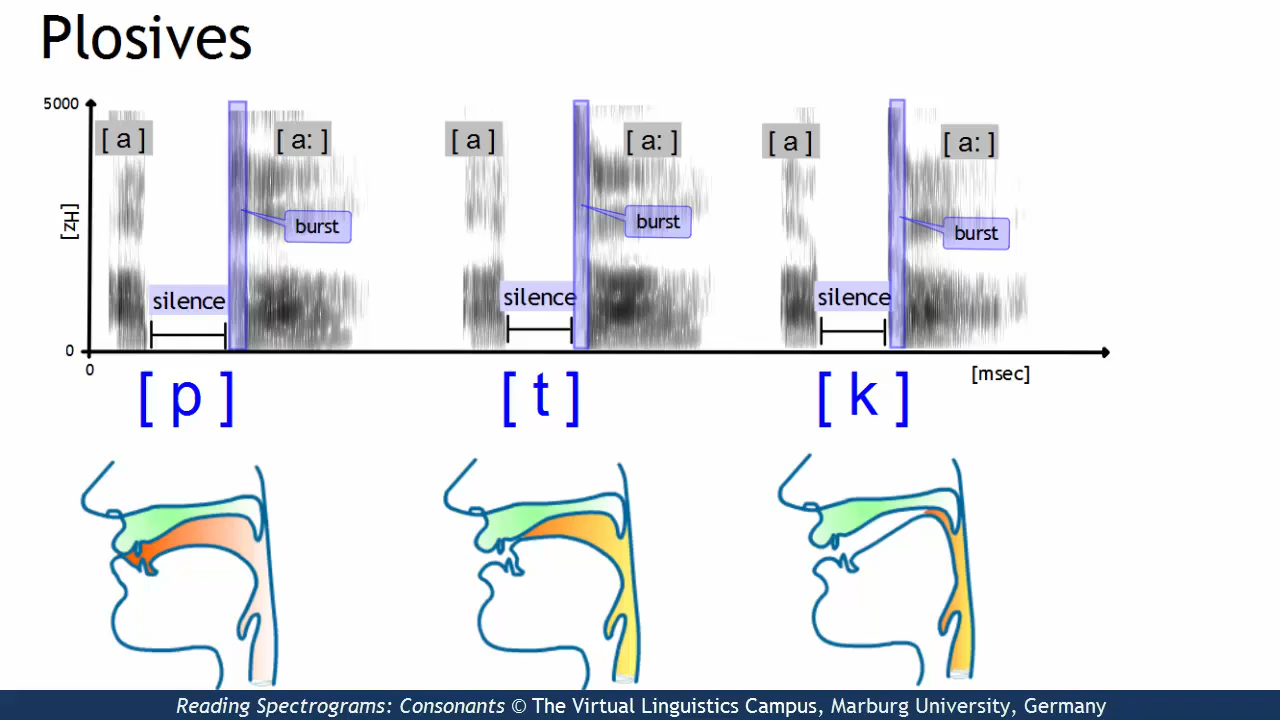 Plosives
5000
[Hz]
0
0
[ a ]
[ a: ]
burst
silence
[ a ]
[ a: ]
burst
silence
[ a ]
[ a: ]
burst
silence
[msec]
[ p ]
[ t ]
[ k ]
Reading Spectrograms: Consonants © The Virtual Linguistics Campus, Marburg University, Germany